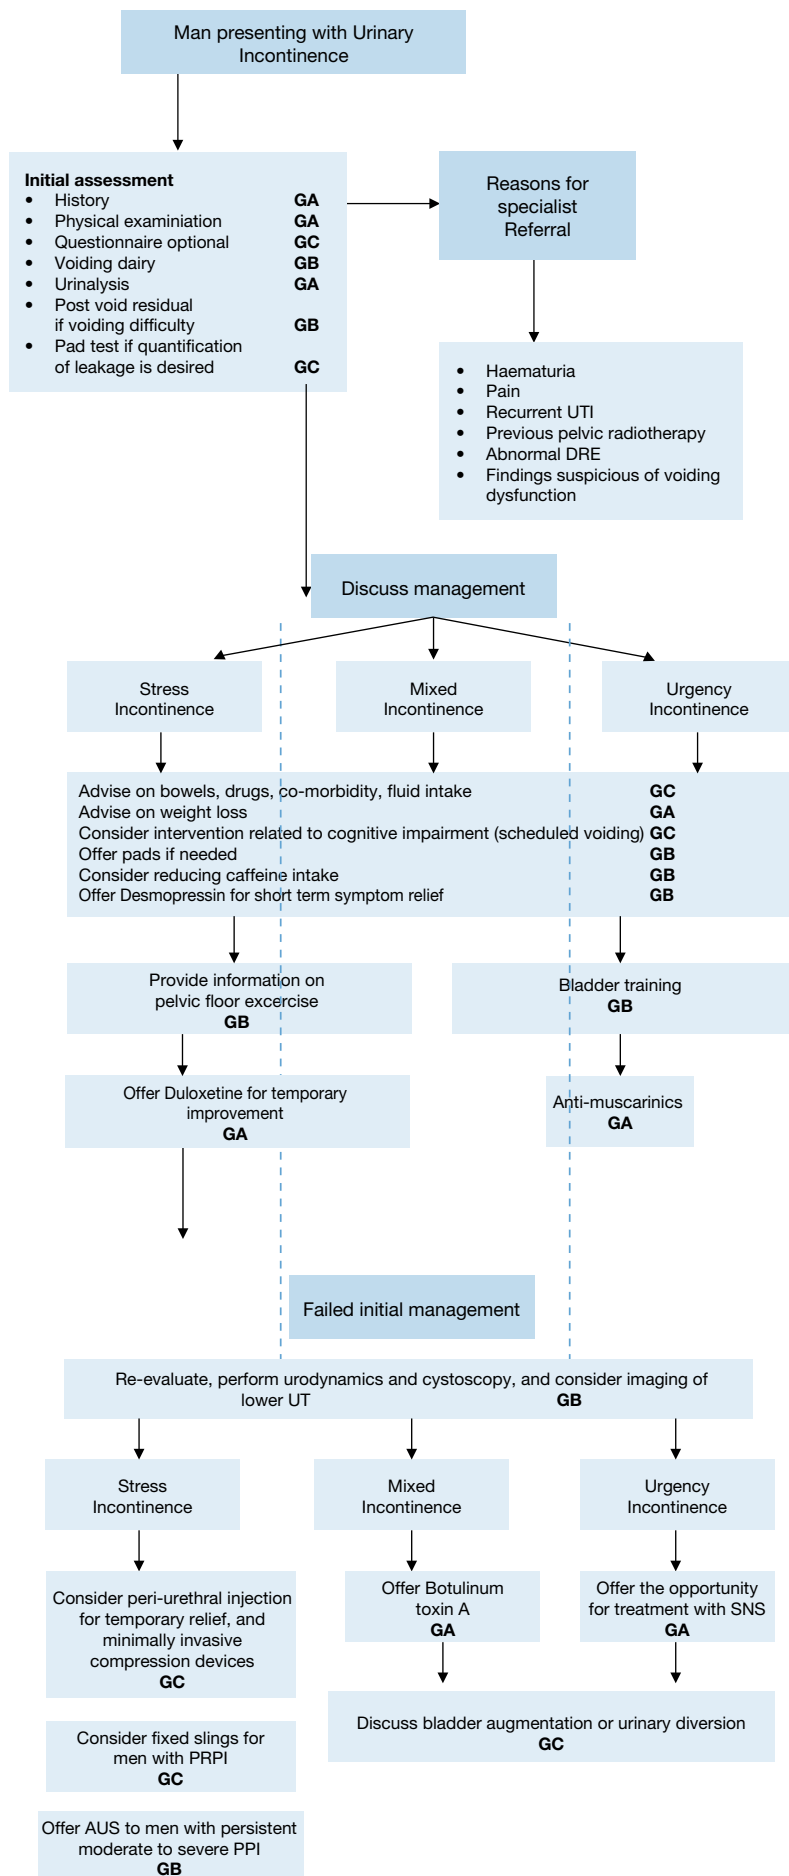 Man presenting with Urinary
Incontinence
Initial assessment
• History GA
• Physical examiniation GA
• Questionnaire optional GC
• Voiding dairy GB
• Urinalysis GA
• Post void residual
if voiding difficulty GB
• Pad test if quantification
of leakage is desired GC
Reasons for
specialist
Referral
• Haematuria
• Pain
• Recurrent UTI
• Previous pelvic radiotherapy
• Abnormal DRE
• Findings suspicious of voiding
dysfunction
Discuss management
Stress
Incontinence
Mixed
Incontinence
Urgency
Incontinence
Advise on bowels, drugs, co-morbidity, fluid intake GC
Advise on weight loss GA
Consider intervention related to cognitive impairment (scheduled voiding) GC
Offer pads if needed GB
Consider reducing caffeine intake GB
Offer Desmopressin for short term symptom relief GB
Provide information on
pelvic floor excercise
GB
Bladder training
GB
Offer Duloxetine for temporary
improvement
GA
Anti-muscarinics
GA
Failed initial management
Re-evaluate, perform urodynamics and cystoscopy, and consider imaging of
lower UT GB
Stress
Incontinence
Mixed
Incontinence
Urgency
Incontinence
Consider peri-urethral injection
for temporary relief, and
minimally invasive
compression devices
GC
Offer Botulinum
toxin A
GA
Offer the opportunity
for treatment with SNS
GA
Discuss bladder augmentation or urinary diversion
GC
Consider fixed slings for
men with PRPI
GC
Offer AUS to men with persistent
moderate to severe PPI
GB